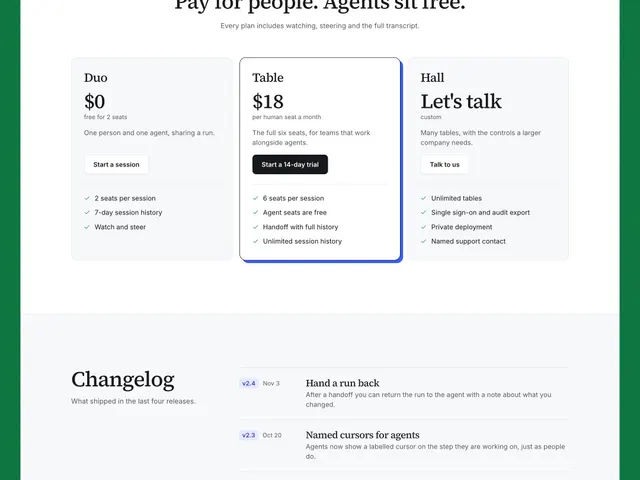 Pay for people. Agents sit free.
Every plan includes watching, steering and the full transcript.
Duo
$0
free for 2 seats
One person and one agent, sharing a run.
Start a session
2 seats per session
7-day session history
Watch and steer
Table
$18
per human seat a month
The full six seats, for teams that work
alongside agents.
Start a 14-day trial
6 seats per session
Agent seats are free
Handoff with full history
Unlimited session history
Hall
Let's talk
custom
Many tables, with the controls a larger
company needs.
Talk to us
Unlimited tables
Single sign-on and audit export
Private deployment
Named support contact
Changelog
What shipped in the last four releases.
v2.4 Nov 3
Hand a run back
After a handoff you can return the run to the agent with a note about what you
changed.
v2.3 Oct 20
Named cursors for agents
Agents now show a labelled cursor on the step they are working on, just as people
do.